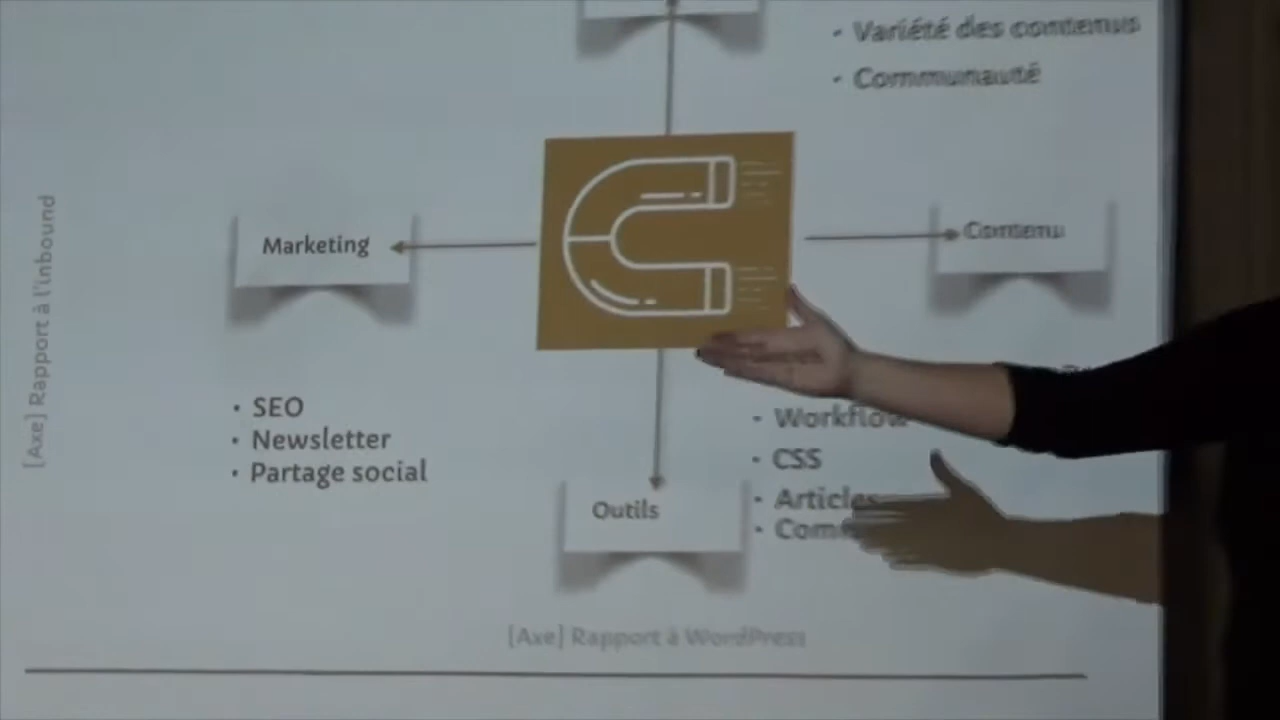 • Variété des contenus
• Communauté
[Axe] Rapport à l'inbound
Marketing
Contenu
• SEO
• Newsletter
• Partage social
- Workflow
- CSS
- Articles
Outils
[Axe] Rapport à WordPress